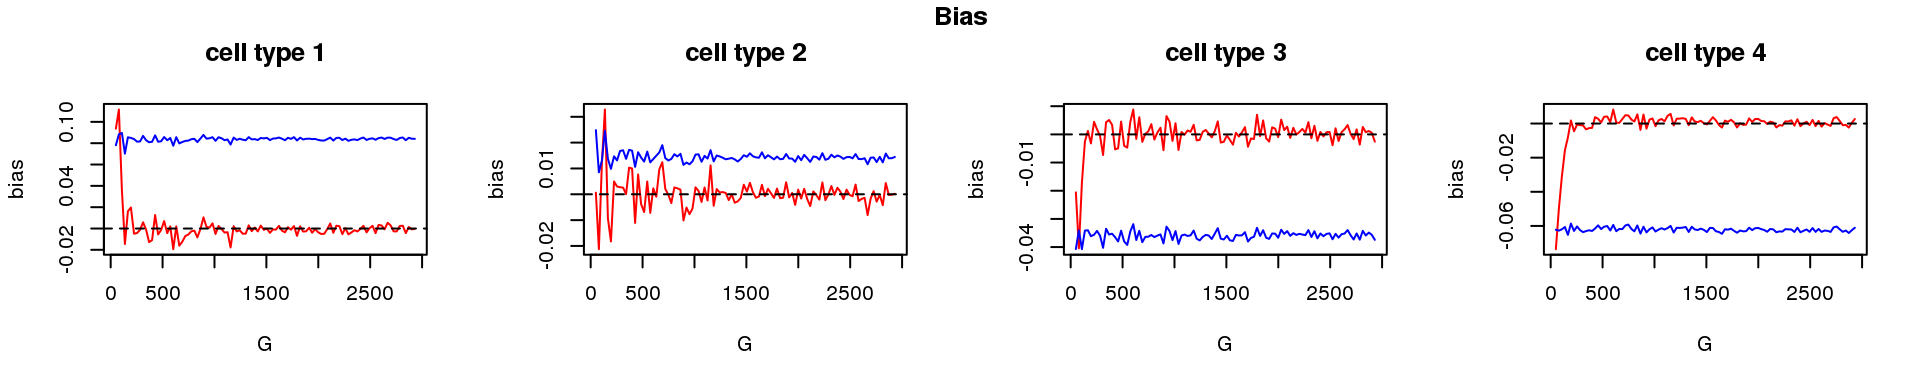 Bias
cell type 1
cell type 2
cell type 3
cell type 4
bias
-0.02 0.04 0.10
0 500 1500 2500
G
bias
-0.02 0.01
0 500 1500 2500
G
bias
-0.04 -0.01
0 500 1500 2500
G
bias
-0.06 -0.02
0 500 1500 2500
G